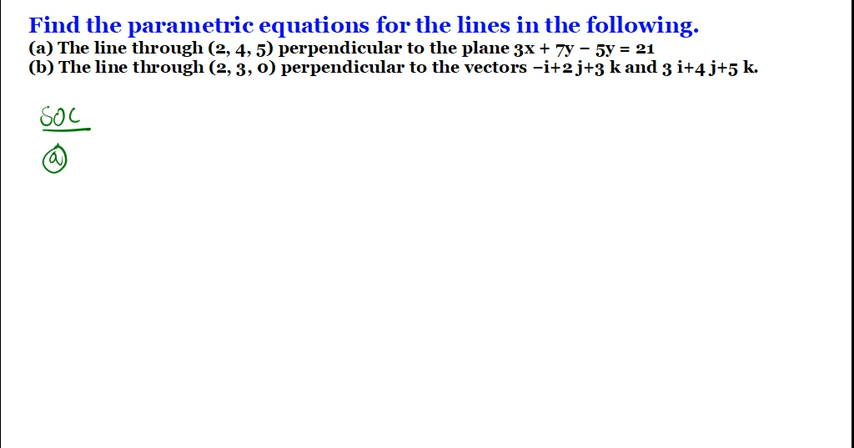 Find the parametric equations for the lines in the following.
(a) The line through (2, 4, 5) perpendicular to the plane 3x + 7y − 5y = 21
(b) The line through (2, 3, 0) perpendicular to the vectors −i+2 j+3 k and 3 i+4 j+5 k.
SOL
(a)